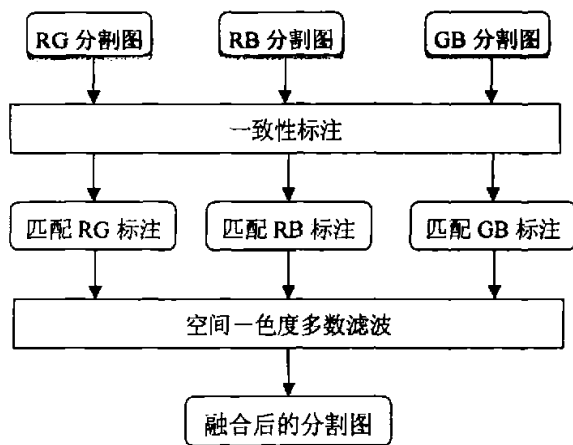 RG 分割图
RB 分割图
GB 分割图
一致性标注
匹配 RG 标注
匹配 RB 标注
匹配 GB 标注
空间－色度多数滤波
融合后的分割图